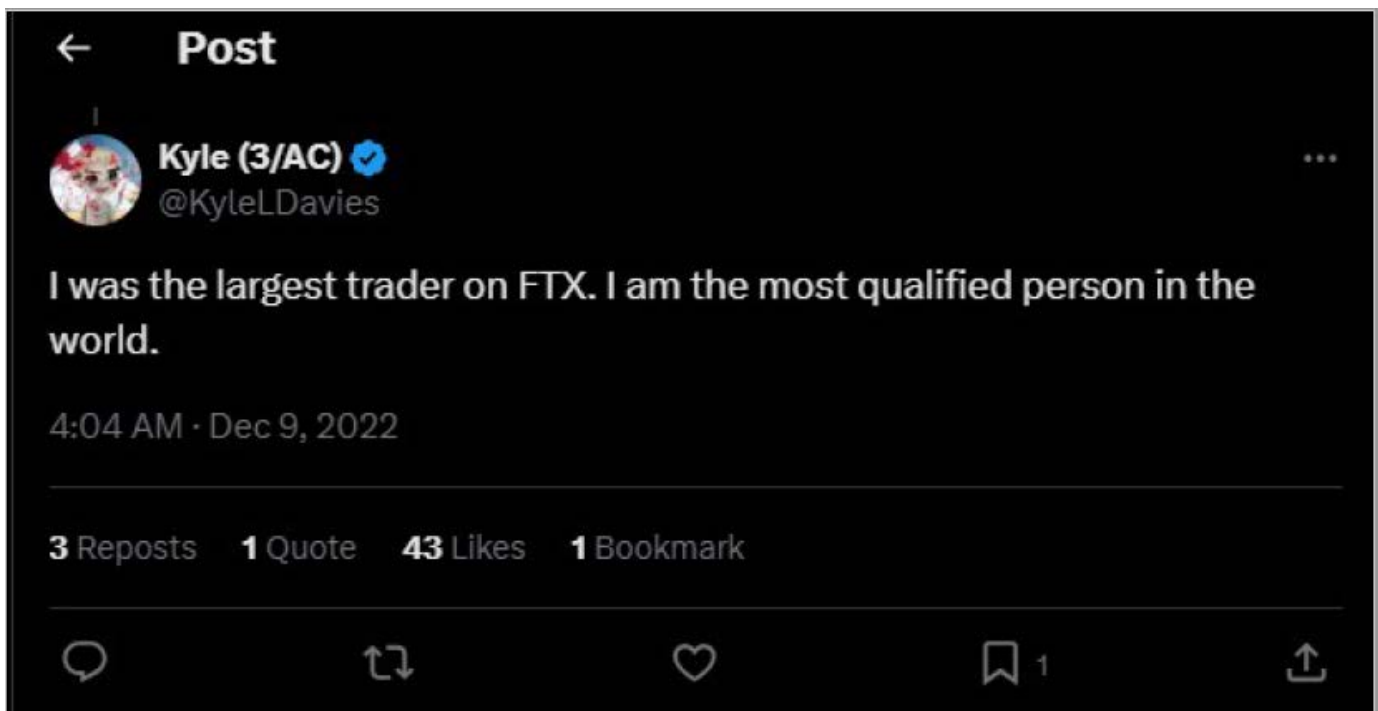 Post
Kyle (3/AC)
@KyleLDavies
I was the largest trader on FTX. I am the most qualified person in the
world.
4:04 AM · Dec 9, 2022
3 Reposts 1 Quote 43 Likes 1 Bookmark
1